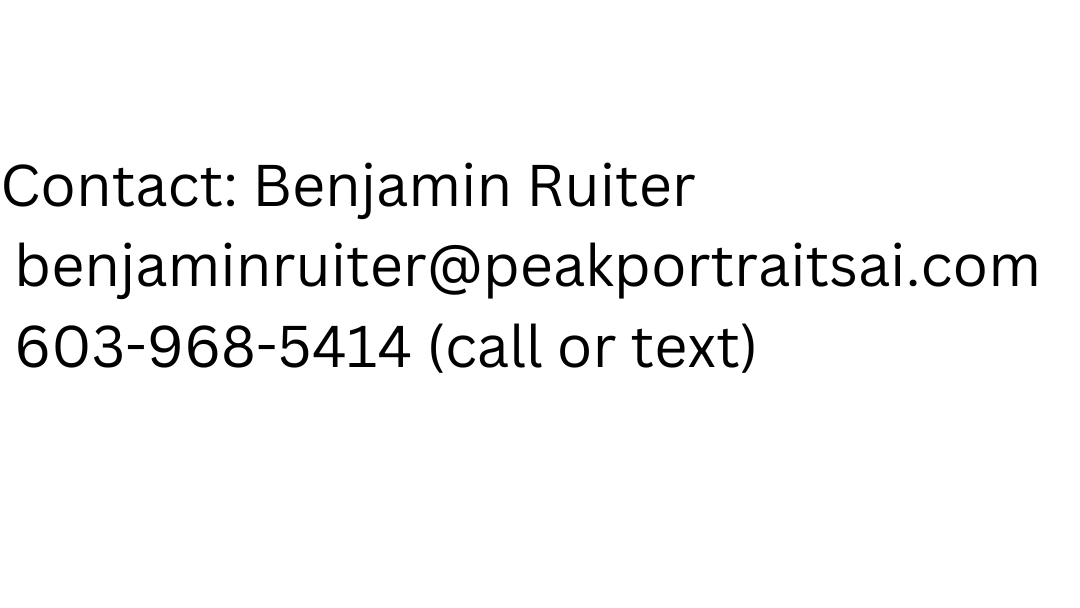 Contact: Benjamin Ruiter
benjaminruiter@peakportraitsai.com
603-968-5414 (call or text)